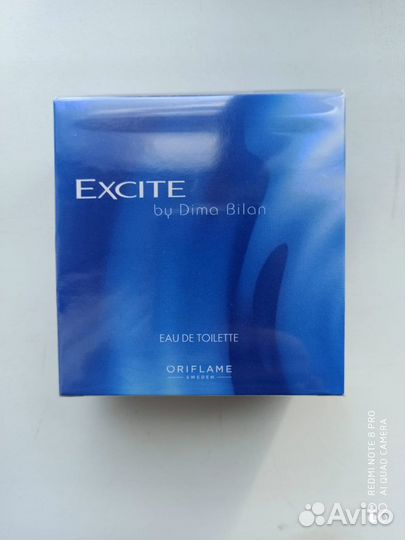 EXCITE
by Dima Bilan
EAU DE TOILETTE
ORIFLAME
SWEDEN
REDMI NOTE 8 PRO
AI QUAD CAMERA
Avito